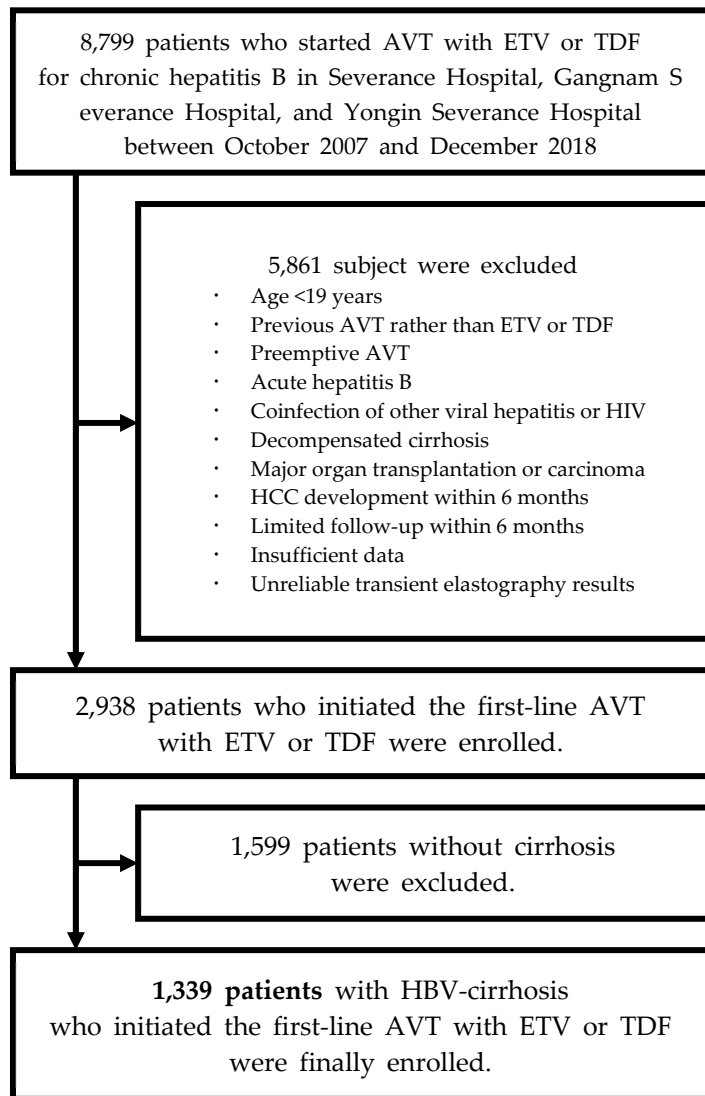 8,799 patients who started AVT with ETV or TDF
for chronic hepatitis B in Severance Hospital, Gangnam S
everance Hospital, and Yongin Severance Hospital
between October 2007 and December 2018
5,861 subject were excluded
· Age <19 years
· Previous AVT rather than ETV or TDF
· Preemptive AVT
· Acute hepatitis B
· Coinfection of other viral hepatitis or HIV
· Decompensated cirrhosis
· Major organ transplantation or carcinoma
· HCC development within 6 months
· Limited follow-up within 6 months
· Insufficient data
· Unreliable transient elastography results
2,938 patients who initiated the first-line AVT
with ETV or TDF were enrolled.
1,599 patients without cirrhosis
were excluded.
1,339 patients with HBV-cirrhosis
who initiated the first-line AVT with ETV or TDF
were finally enrolled.